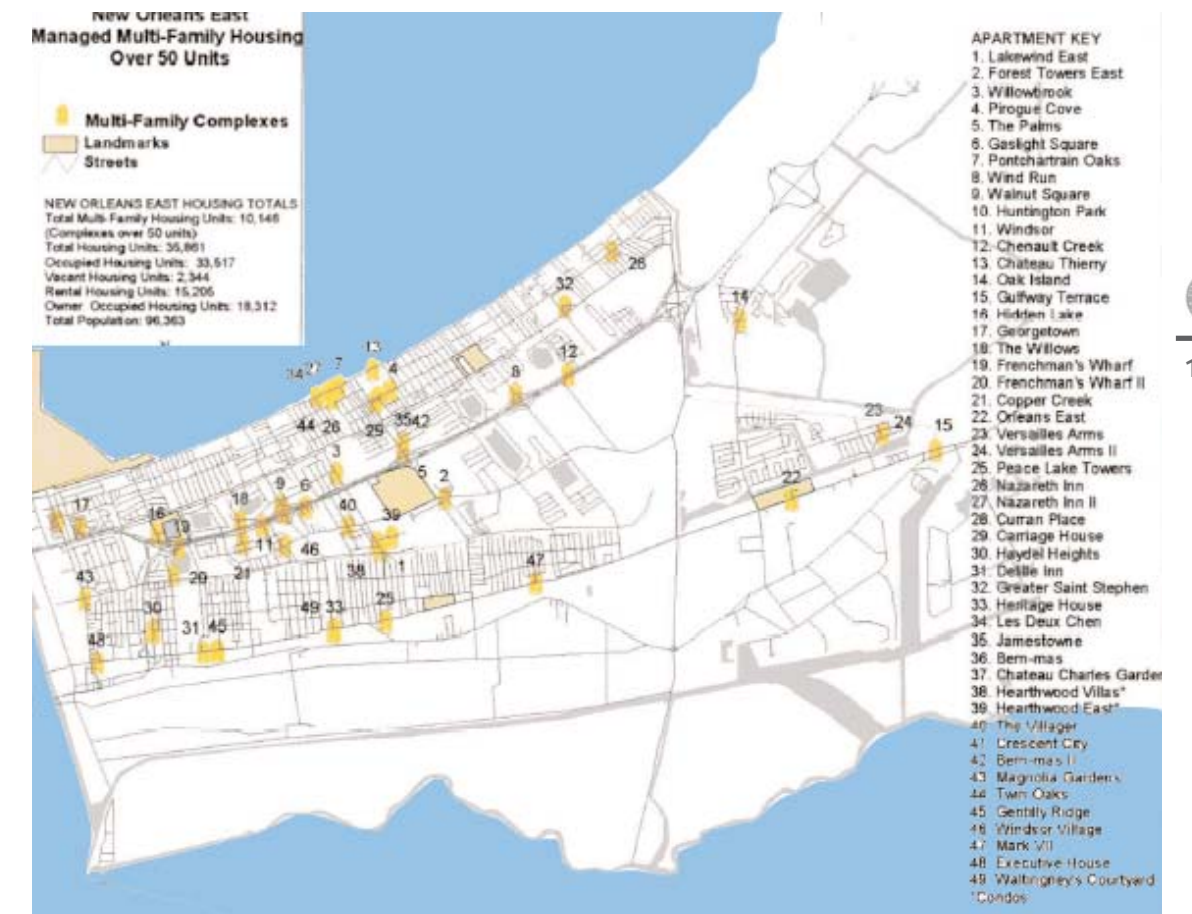 New Orleans East
Managed Multi-Family Housing
Over 50 Units
Multi-Family Complexes
Landmarks
Streets
NEW ORLEANS EAST HOUSING TOTALS
Total Multi-Family Housing Units: 10,146
(Complexes over 50 units)
Total Housing Units: 35,861
Occupied Housing Units: 33,517
Vacant Housing Units: 2,344
Rental Housing Units: 15,205
Owner Occupied Housing Units: 18,312
Total Population: 96,363
APARTMENT KEY
1. Lakewind East
2. Forest Towers East
3. Willowbrook
4. Pirogue Cove
5. The Palms
6. Gaslight Square
7. Pontchartrain Oaks
8. Wind Run
9. Walnut Square
10. Huntington Park
11. Windsor
12. Chenault Creek
13. Chateau Thierry
14. Oak Island
15. Gulfway Terrace
16. Hidden Lake
17. Georgetown
18. The Willows
19. Frenchman's Wharf
20. Frenchman's Wharf II
21. Copper Creek
22. Orleans East
23. Versailles Arms
24. Versailles Arms II
25. Peace Lake Towers
26. Nazareth Inn
27. Nazareth Inn II
28. Curran Place
29. Carriage House
30. Haydel Heights
31. Delille Inn
32. Greater Saint Stephen
33. Heritage House
34. Les Deux Chen
35. Jamestowne
36. Bern-mas
37. Chateau Charles Garden
38. Hearthwood Villas*
39. Hearthwood East*
40. The Villager
41. Crescent City
42. Bern-mas II
43. Magnolia Gardens
44. Twin Oaks
45. Gentilly Ridge
46. Windsor Village
47. Mark VII
48. Executive House
49. Waltingney's Courtyard
*Condos
28
32
14
13
34 27 7
4
12
8
44 26
29
35 42
23
24
15
3
5
2
22
9
6
18
17
16
19
40
39
11
46
43
20
21
38
1
47
30
49
33
25
31
45
48
1